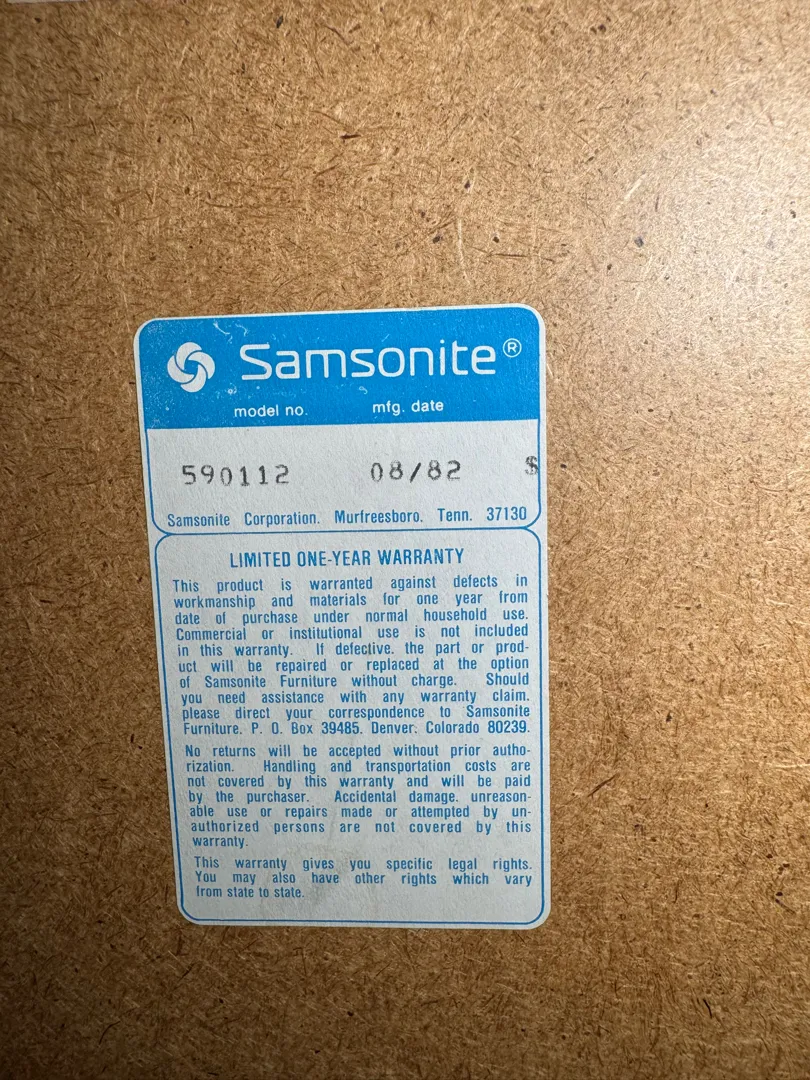 Samsonite®
model no. mfg. date
590112 08/82 $
Samsonite Corporation. Murfreesboro. Tenn. 37130
LIMITED ONE-YEAR WARRANTY
This product is warranted against defects in
workmanship and materials for one year from
date of purchase under normal household use.
Commercial or institutional use is not included
in this warranty. If defective. the part or prod-
uct will be repaired or replaced at the option
of Samsonite Furniture without charge. Should
you need assistance with any warranty claim.
please direct your correspondence to Samsonite
Furniture. P. O. Box 39485. Denver. Colorado 80239.
No returns will be accepted without prior autho-
rization. Handling and transportation costs are
not covered by this warranty and will be paid
by the purchaser. Accidental damage. unreason-
able use or repairs made or attempted by un-
authorized persons are not covered by this
warranty.
This warranty gives you specific legal rights.
You may also have other rights which vary
from state to state.